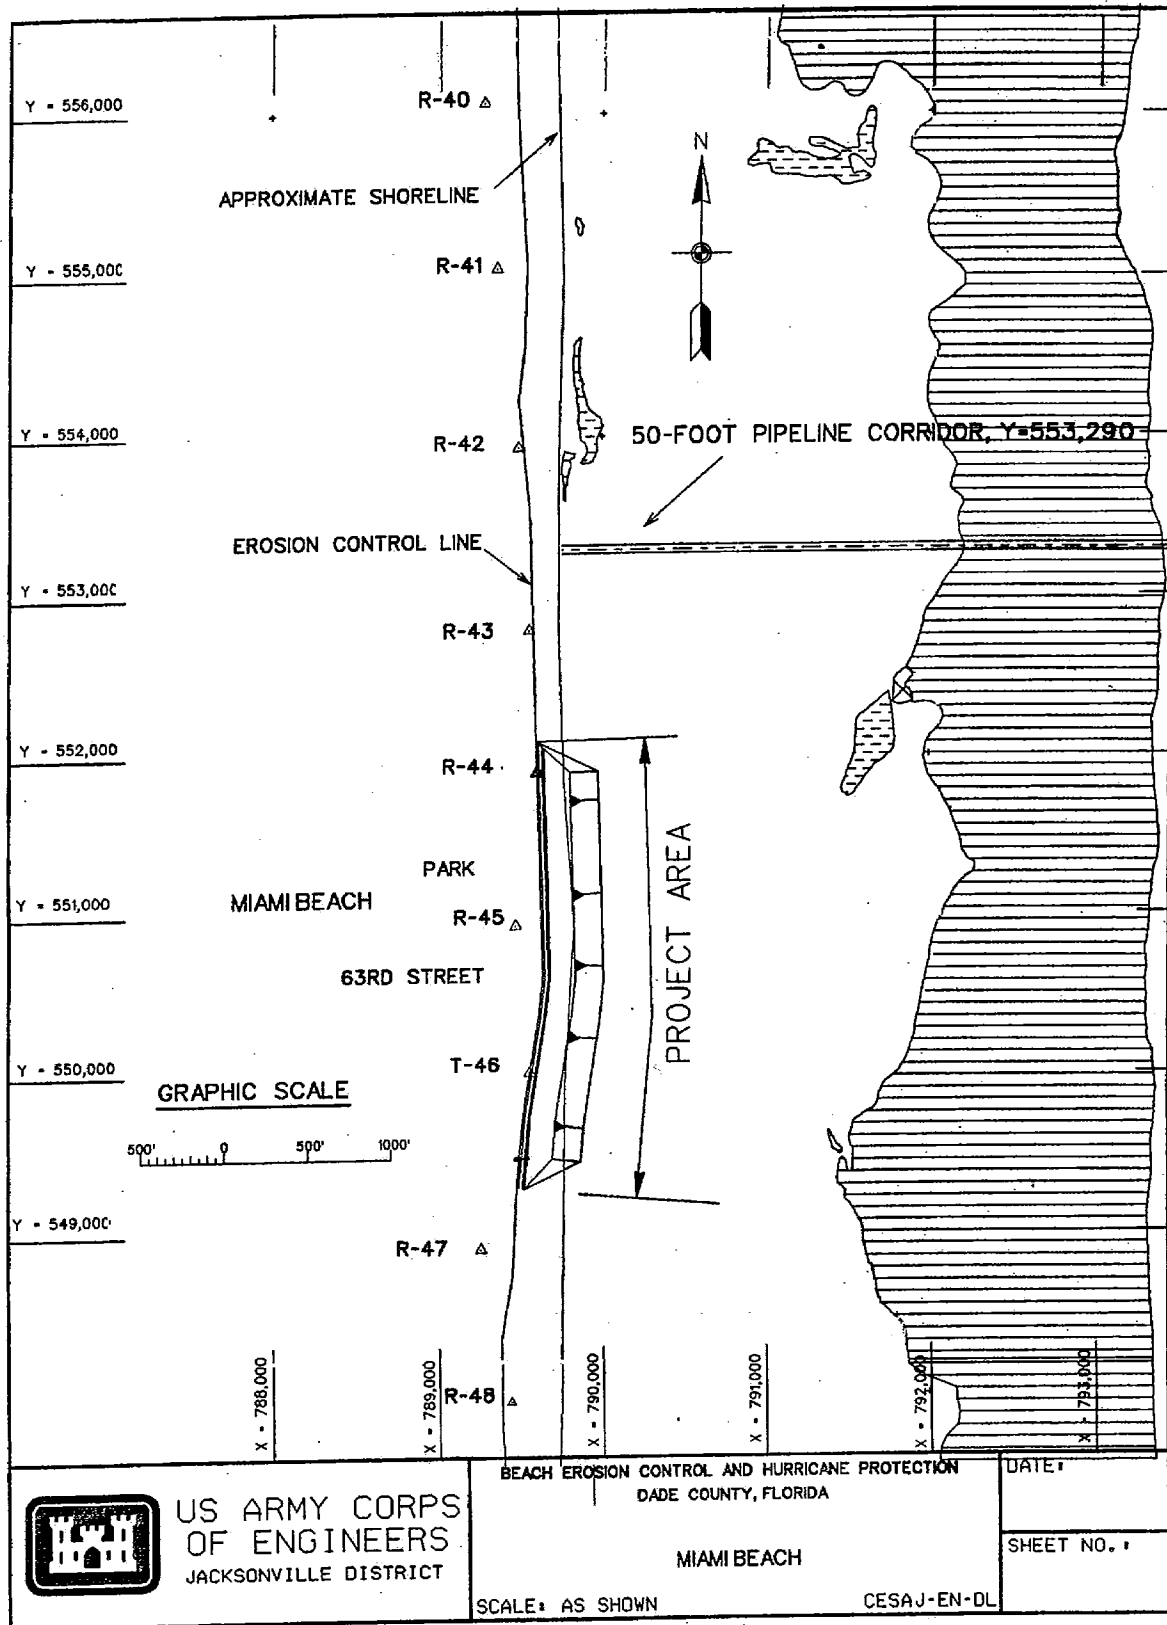 Y - 556,000
R-40
N
APPROXIMATE SHORELINE
Y - 555,000
R-41
Y - 554,000
R-42
50-FOOT PIPELINE CORRIDOR, Y=553,290
EROSION CONTROL LINE
Y - 553,000
R-43
Y - 552,000
R-44
PROJECT AREA
PARK
MIAMI BEACH
Y - 551,000
R-45
63RD STREET
Y - 550,000
T-46
GRAPHIC SCALE
500' 0 500' 1000'
Y - 549,000
R-47
R-48
X - 788,000
X - 789,000
X - 790,000
X - 791,000
X - 792,000
X - 793,000
US ARMY CORPS
OF ENGINEERS
JACKSONVILLE DISTRICT
BEACH EROSION CONTROL AND HURRICANE PROTECTION
DADE COUNTY, FLORIDA
MIAMI BEACH
SCALE: AS SHOWN
CESAJ-EN-DL
DATE:
SHEET NO. :